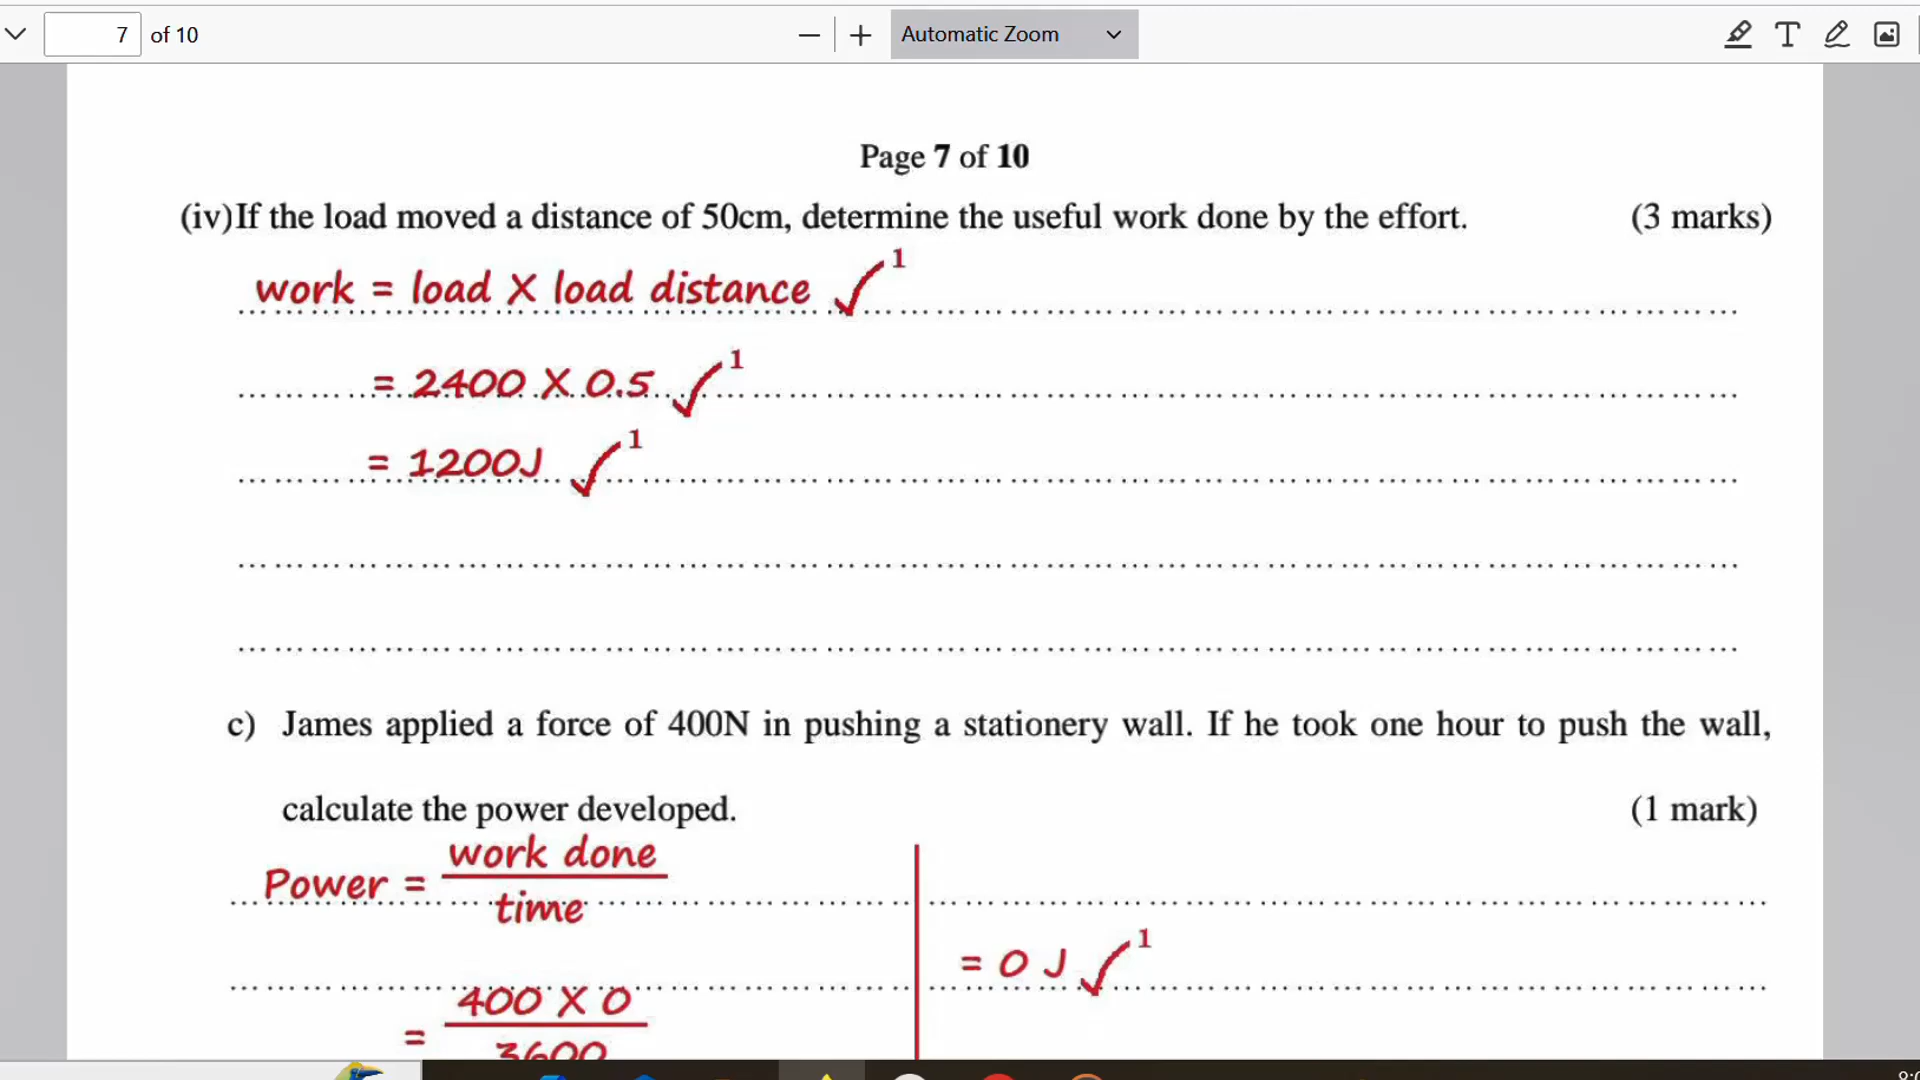 7 of 10
Automatic Zoom
Page 7 of 10
(iv)If the load moved a distance of 50cm, determine the useful work done by the effort. (3 marks)
work = load X load distance ✓1
= 2400 X 0.5 ✓1
= 1200J ✓1
c) James applied a force of 400N in pushing a stationery wall. If he took one hour to push the wall,
calculate the power developed. (1 mark)
Power = work done
time
= 400 X 0
3600
= 0 J ✓1